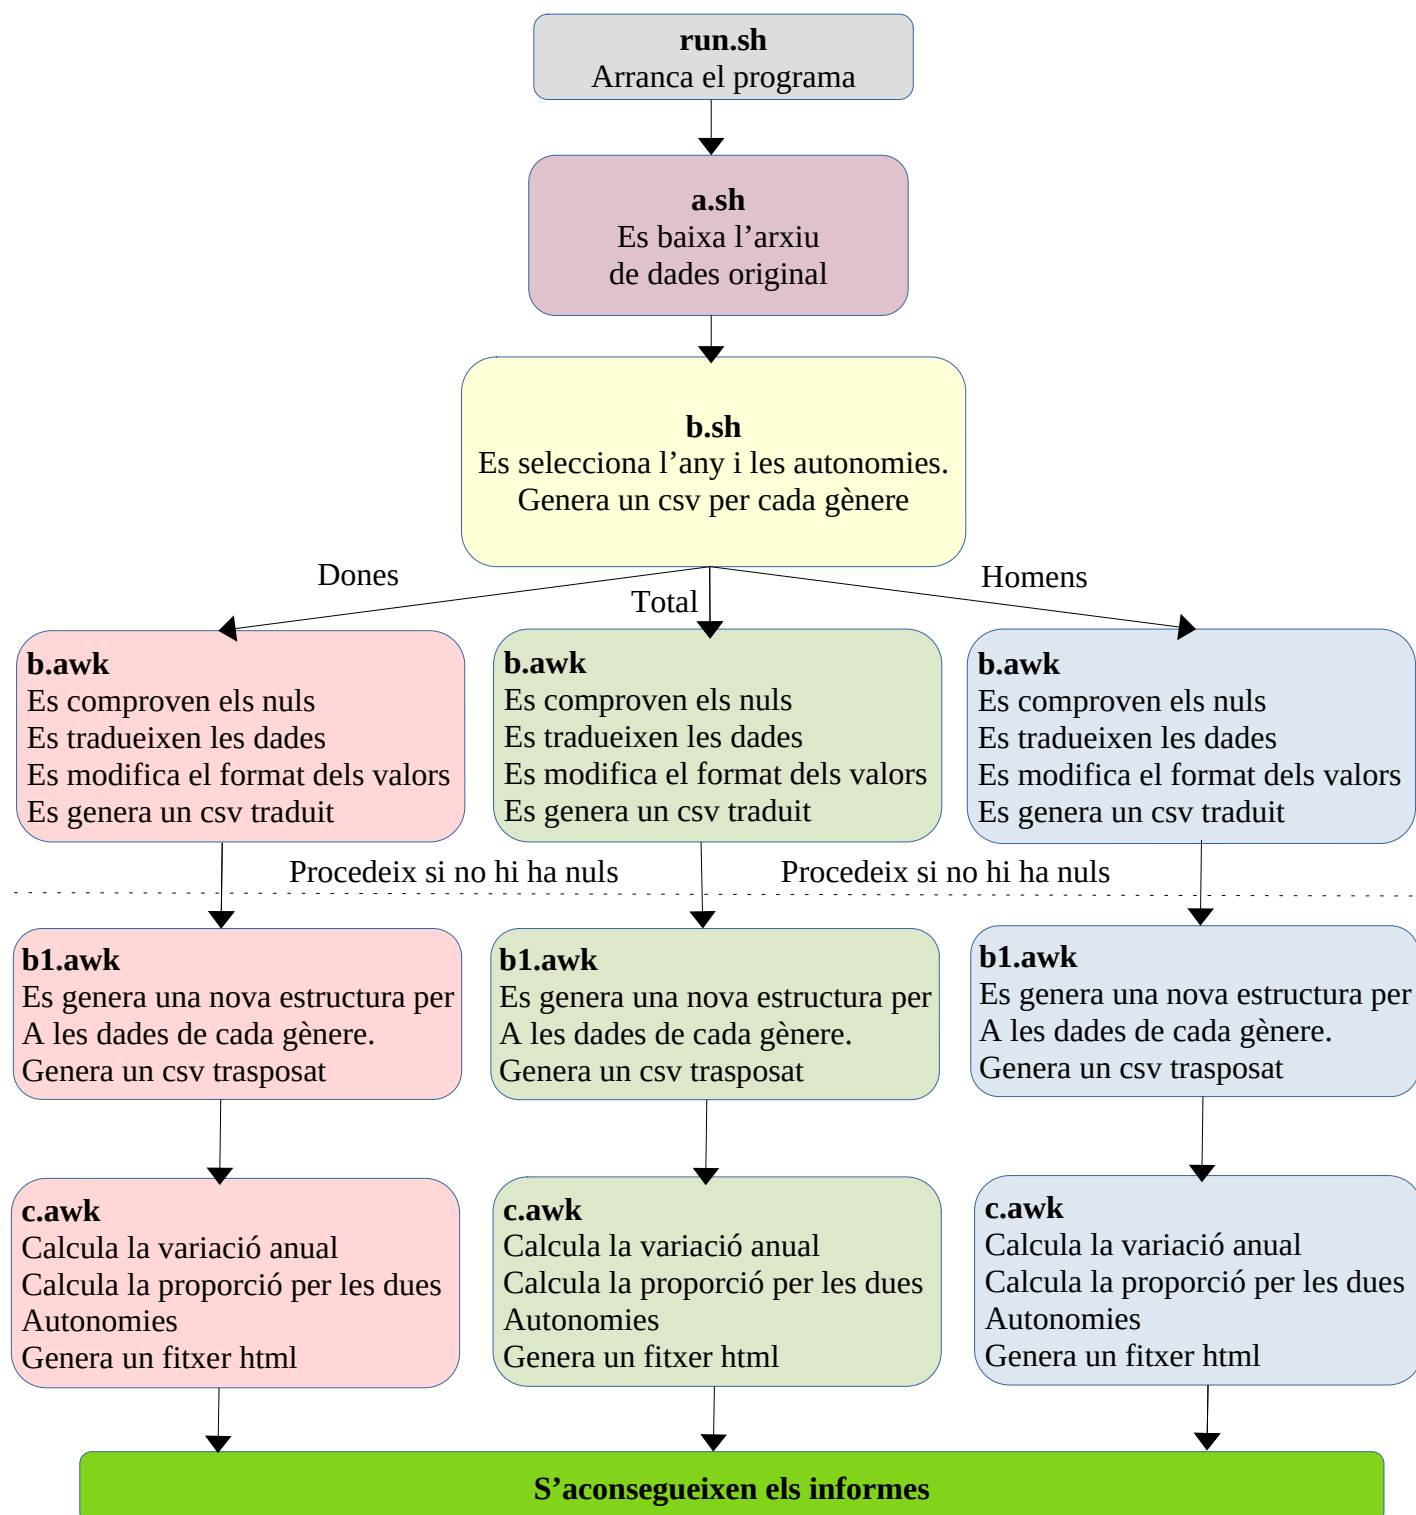 run.sh
Arranca el programa
a.sh
Es baixa l’arxiu
de dades original
b.sh
Es selecciona l’any i les autonomies.
Genera un csv per cada gènere
Dones
Total
Homens
b.awk
Es comproven els nuls
Es tradueixen les dades
Es modifica el format dels valors
Es genera un csv traduit
b.awk
Es comproven els nuls
Es tradueixen les dades
Es modifica el format dels valors
Es genera un csv traduit
b.awk
Es comproven els nuls
Es tradueixen les dades
Es modifica el format dels valors
Es genera un csv traduit
Procedeix si no hi ha nuls
Procedeix si no hi ha nuls
b1.awk
Es genera una nova estructura per
A les dades de cada gènere.
Genera un csv trasposat
b1.awk
Es genera una nova estructura per
A les dades de cada gènere.
Genera un csv trasposat
b1.awk
Es genera una nova estructura per
A les dades de cada gènere.
Genera un csv trasposat
c.awk
Calcula la variació anual
Calcula la proporció per les dues
Autonomies
Genera un fitxer html
c.awk
Calcula la variació anual
Calcula la proporció per les dues
Autonomies
Genera un fitxer html
c.awk
Calcula la variació anual
Calcula la proporció per les dues
Autonomies
Genera un fitxer html
S’aconsegueixen els informes